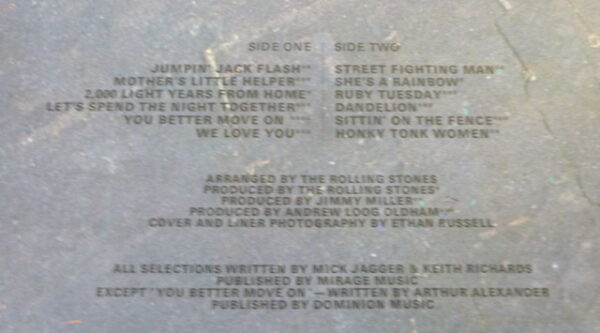 SIDE ONE
JUMPIN' JACK FLASH**
MOTHER'S LITTLE HELPER***
2,000 LIGHT YEARS FROM HOME*
LET'S SPEND THE NIGHT TOGETHER***
YOU BETTER MOVE ON ***
WE LOVE YOU***
SIDE TWO
STREET FIGHTING MAN**
SHE'S A RAINBOW*
RUBY TUESDAY***
DANDELION***
SITTIN' ON THE FENCE***
HONKY TONK WOMEN**
ARRANGED BY THE ROLLING STONES
PRODUCED BY THE ROLLING STONES*
PRODUCED BY JIMMY MILLER**
PRODUCED BY ANDREW LOOG OLDHAM***
COVER AND LINER PHOTOGRAPHY BY ETHAN RUSSELL
ALL SELECTIONS WRITTEN BY MICK JAGGER & KEITH RICHARDS
PUBLISHED BY MIRAGE MUSIC
EXCEPT "YOU BETTER MOVE ON"—WRITTEN BY ARTHUR ALEXANDER
PUBLISHED BY DOMINION MUSIC